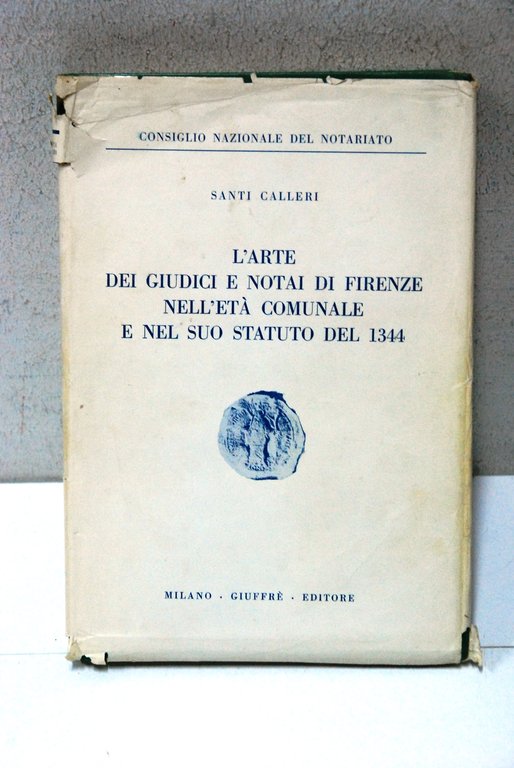 CONSIGLIO NAZIONALE DEL NOTARIATO
SANTI CALLERI
L'ARTE
DEI GIUDICI E NOTAI DI FIRENZE
NELL'ETÀ COMUNALE
E NEL SUO STATUTO DEL 1344
MILANO · GIUFFRÈ · EDITORE